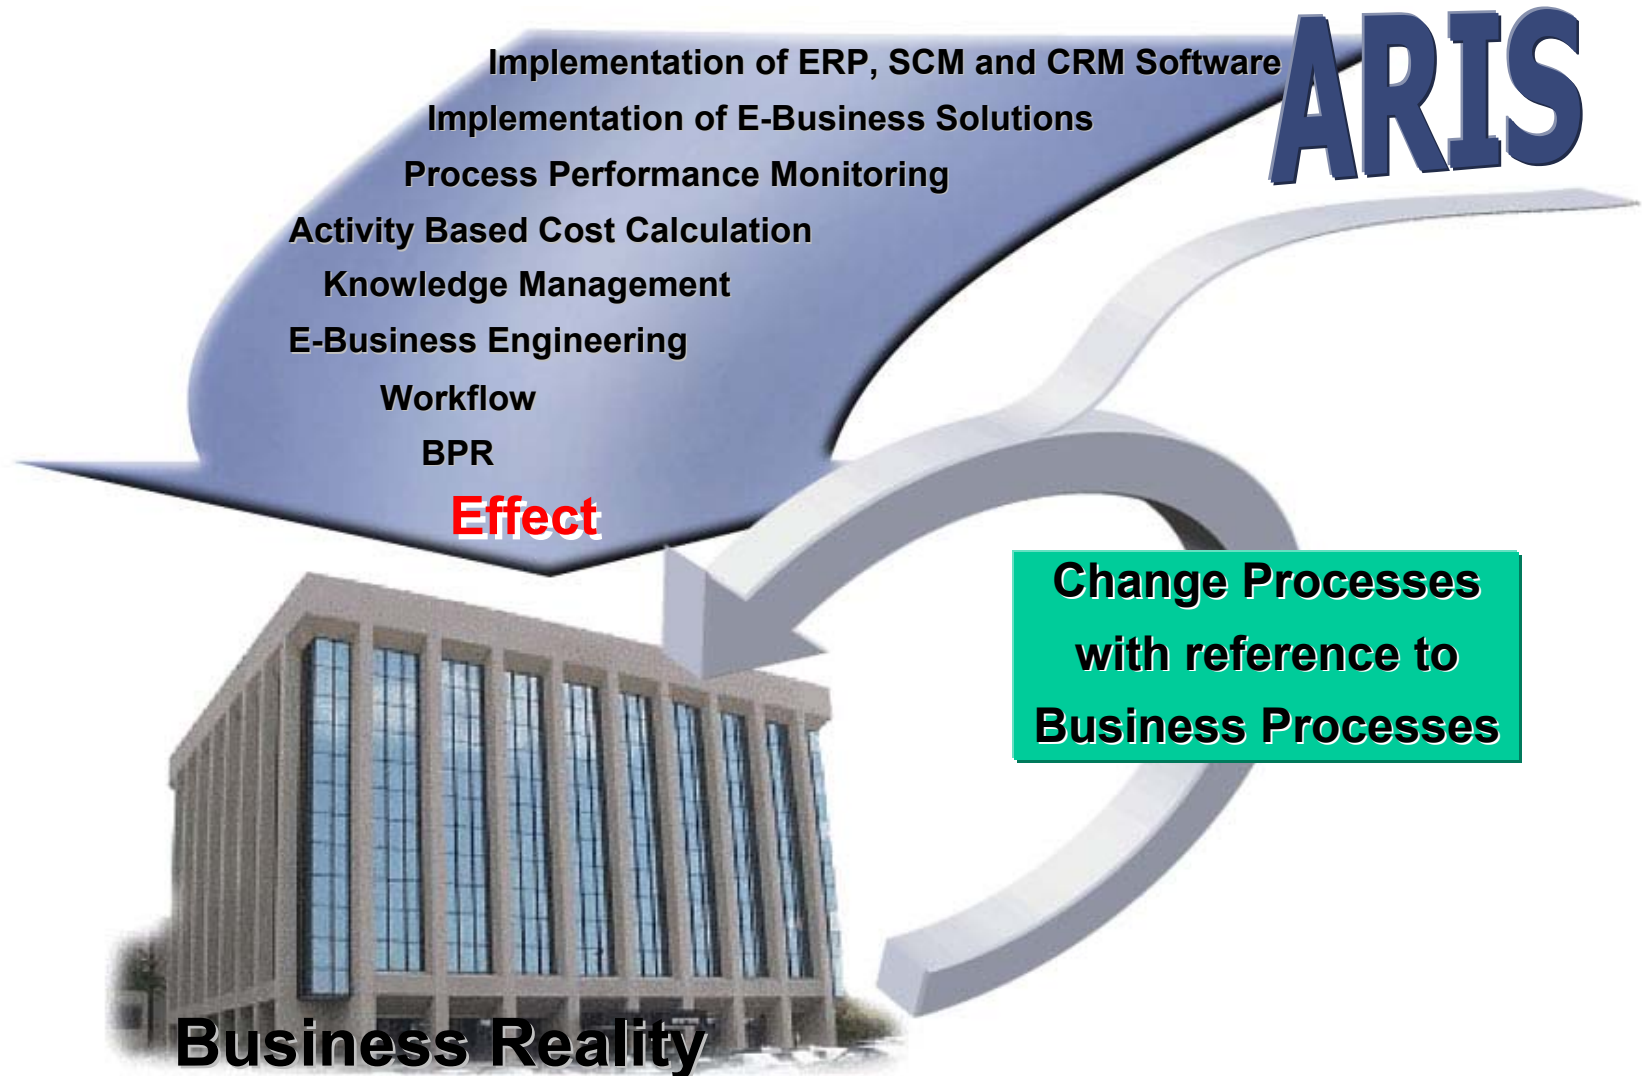 ARIS
Implementation of ERP, SCM and CRM Software
Implementation of E-Business Solutions
Process Performance Monitoring
Activity Based Cost Calculation
Knowledge Management
E-Business Engineering
Workflow
BPR
Effect
Change Processes
with reference to
Business Processes
Business Reality